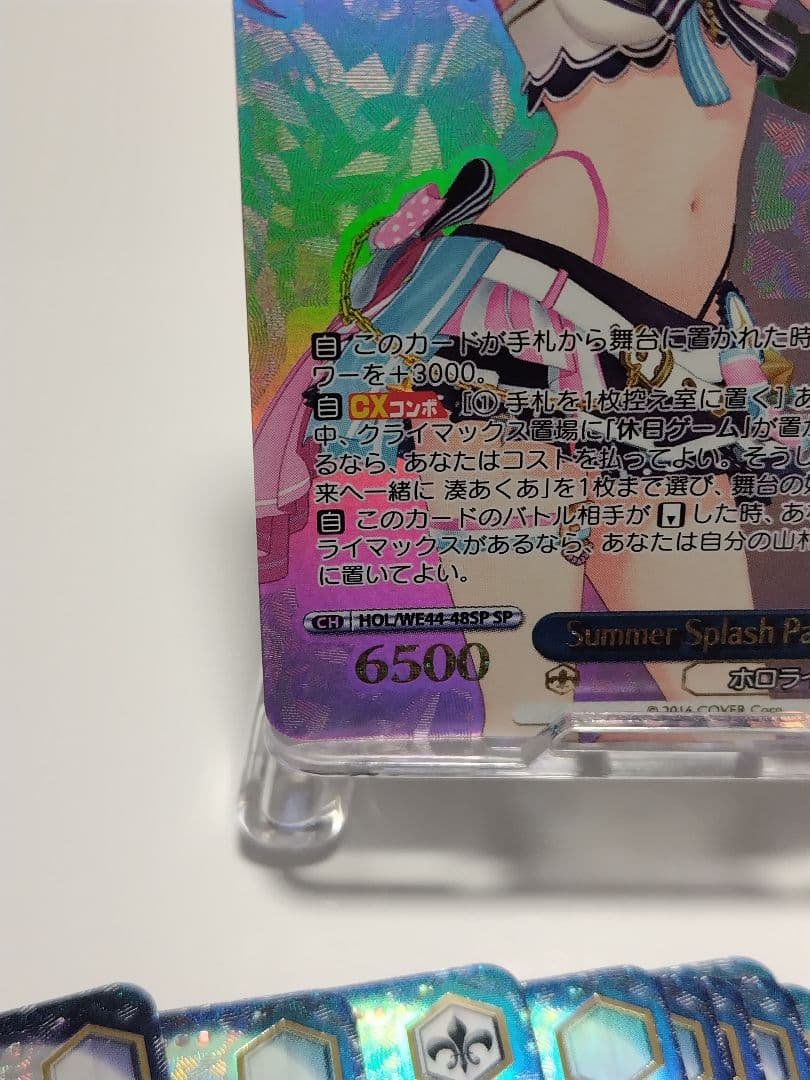 自 このカードが手札から舞台に置かれた時
ワーを+3000。
自 CXコンボ [① 手札を1枚控え室に置く] あ
中、クライマックス置場に「休日ゲーム」が置か
るなら、あなたはコストを払ってよい。そうし
来へ一緒に 湊あくあ」を1枚まで選び、舞台の
自 このカードのバトル相手が した時、あ
ライマックスがあるなら、あなたは自分の山札
に置いてよい。
CH HOL/WE44-48SP SP
Summer Splash Pa
6500
ホロライ
© 2016 COVER Corp